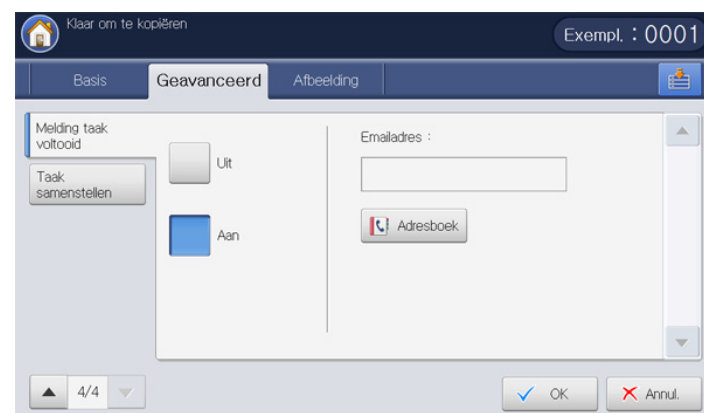 Klaar om te kopiëren
Exempl. : 0001
Basis
Geavanceerd
Afbeelding
Melding taak
voltooid
Taak
samenstellen
Uit
Aan
Emailadres :
Adresboek
4/4
OK
Annul.